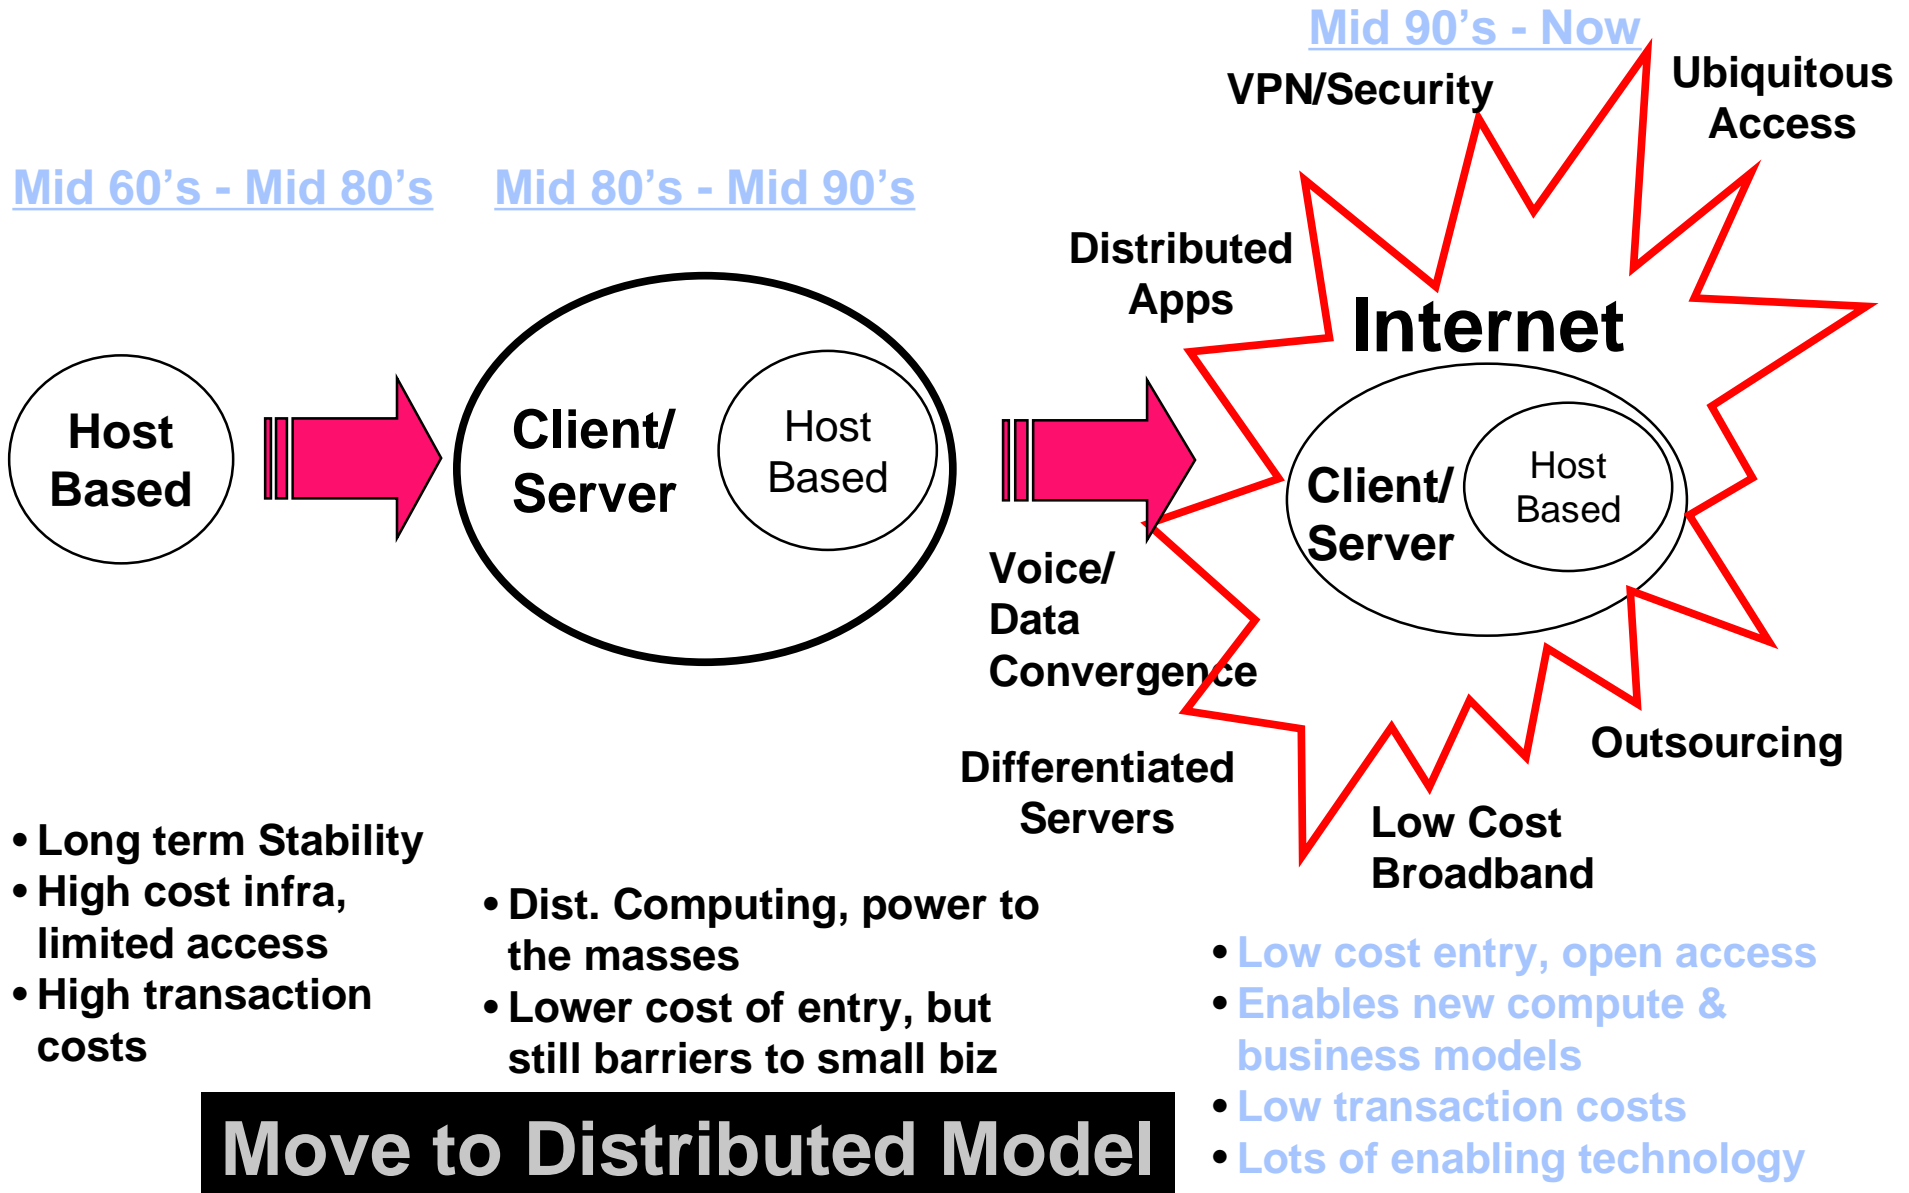 Mid 90’s - Now
VPN/Security
Ubiquitous
Access
Mid 60’s - Mid 80’s
Mid 80’s - Mid 90’s
Distributed
Apps
Internet
Host
Based
Client/
Server
Host
Based
Client/
Server
Host
Based
Voice/
Data
Convergence
Differentiated
Servers
Outsourcing
Low Cost
Broadband
• Long term Stability
• High cost infra,
limited access
• High transaction
costs
• Dist. Computing, power to
the masses
• Lower cost of entry, but
still barriers to small biz
• Low cost entry, open access
• Enables new compute &
business models
• Low transaction costs
• Lots of enabling technology
Move to Distributed Model